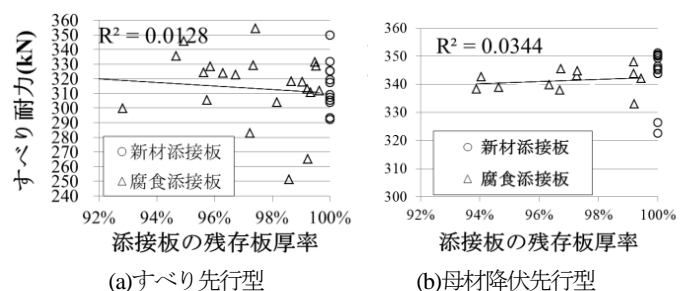 すべり耐力(kN)
360
350
340
330
320
310
300
290
280
270
260
250
240
R² = 0.0128
○新材添接板
△腐食添接板
92% 94% 96% 98% 100%
添接板の残存板厚率
(a)すべり先行型
360
350
340
330
320
310
300
R² = 0.0344
○新材添接板
△腐食添接板
92% 94% 96% 98% 100%
添接板の残存板厚率
(b)母材降伏先行型